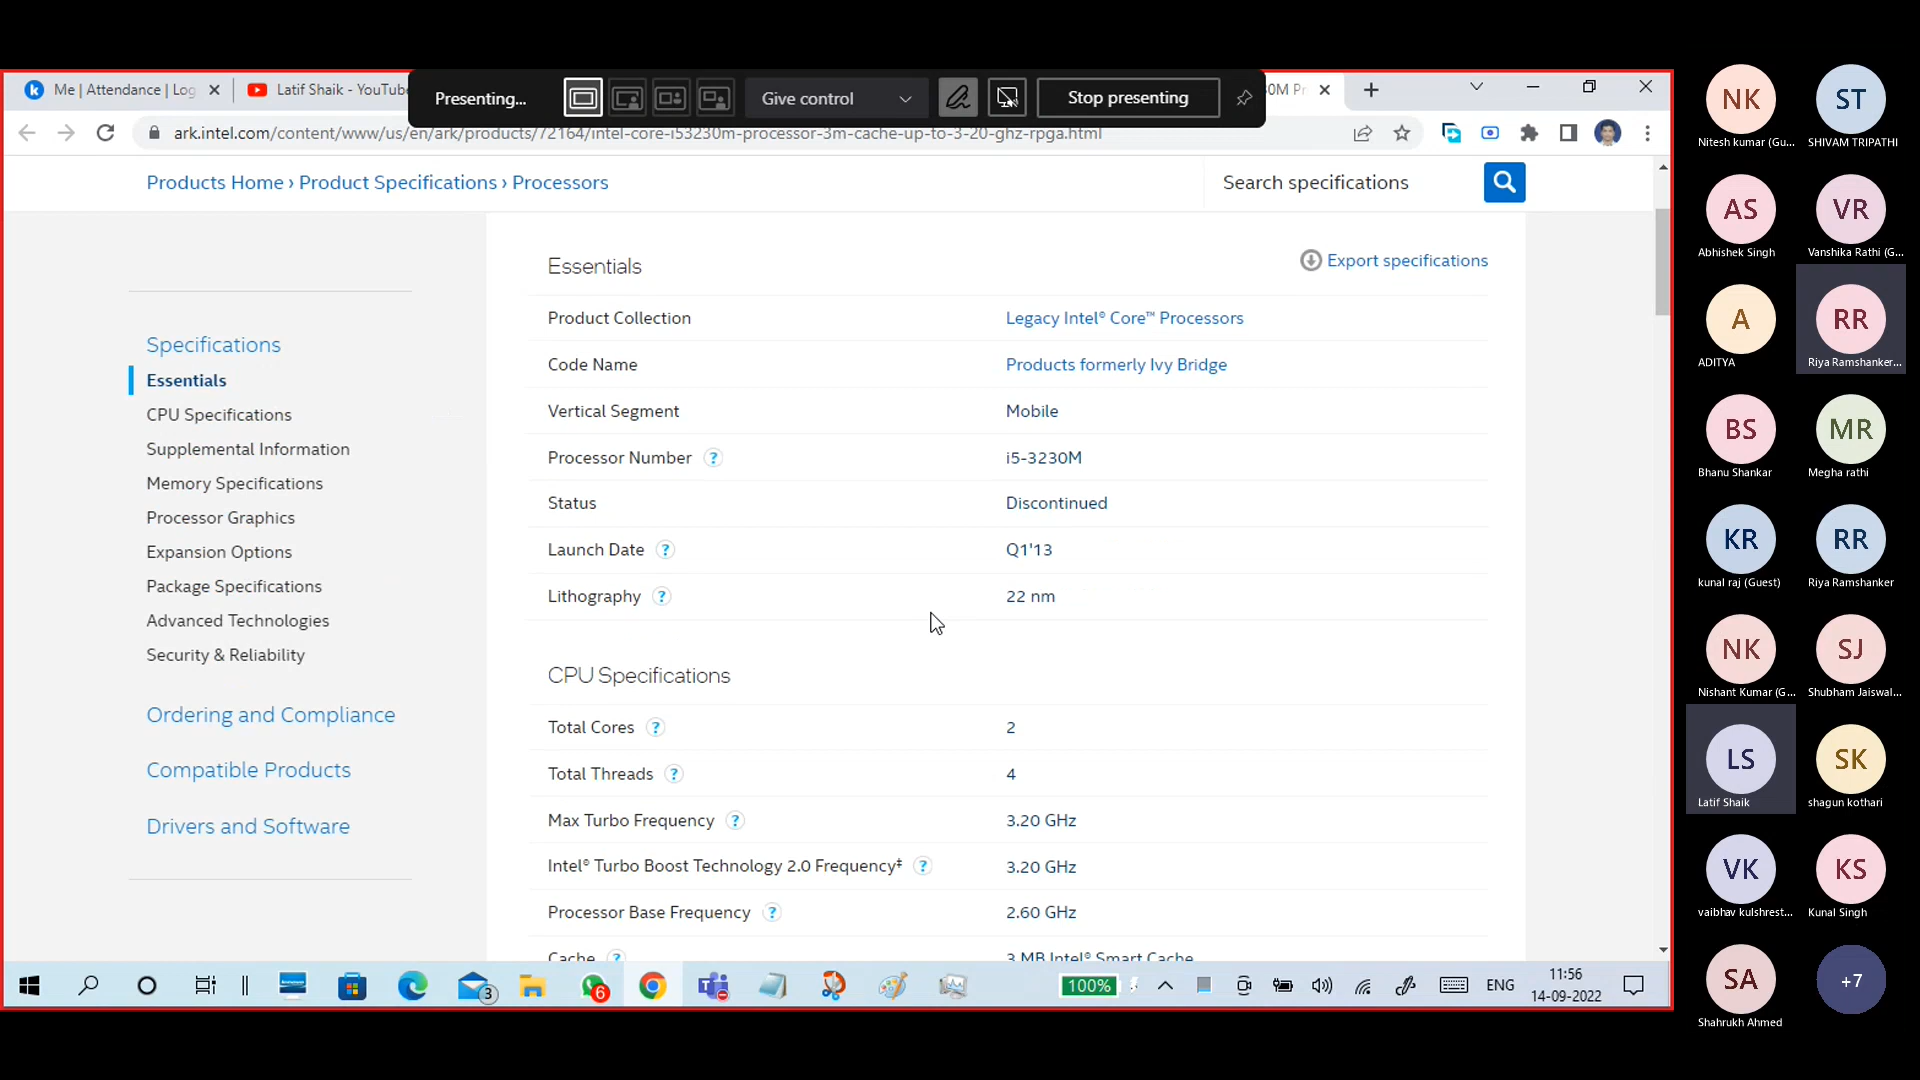 Me | Attendance | Log
Latif Shaik - YouTube
Presenting...
Give control
Stop presenting
ark.intel.com/content/www/us/en/ark/products/72164/intel-core-i53230m-processor-3m-cache-up-to-3-20-ghz-rpga.html
Products Home › Product Specifications › Processors
Search specifications
Specifications
Essentials
CPU Specifications
Supplemental Information
Memory Specifications
Processor Graphics
Expansion Options
Package Specifications
Advanced Technologies
Security & Reliability
Ordering and Compliance
Compatible Products
Drivers and Software
Essentials
Export specifications
Product Collection Legacy Intel® Core™ Processors
Code Name Products formerly Ivy Bridge
Vertical Segment Mobile
Processor Number ? i5-3230M
Status Discontinued
Launch Date ? Q1'13
Lithography ? 22 nm
CPU Specifications
Total Cores ? 2
Total Threads ? 4
Max Turbo Frequency ? 3.20 GHz
Intel® Turbo Boost Technology 2.0 Frequency‡ ? 3.20 GHz
Processor Base Frequency ? 2.60 GHz
Cache ? 3 MB Intel® Smart Cache
3
6
100%
ENG
11:56
14-09-2022
NK
Nitesh kumar (Gu...
ST
SHIVAM TRIPATHI
AS
Abhishek Singh
VR
Vanshika Rathi (G...
A
ADITYA
RR
Riya Ramshanker...
BS
Bhanu Shankar
MR
Megha rathi
KR
kunal raj (Guest)
RR
Riya Ramshanker
NK
Nishant Kumar (G...
SJ
Shubham Jaiswal...
LS
Latif Shaik
SK
shagun kothari
VK
vaibhav kulshrest...
KS
Kunal Singh
SA
Shahrukh Ahmed
+7